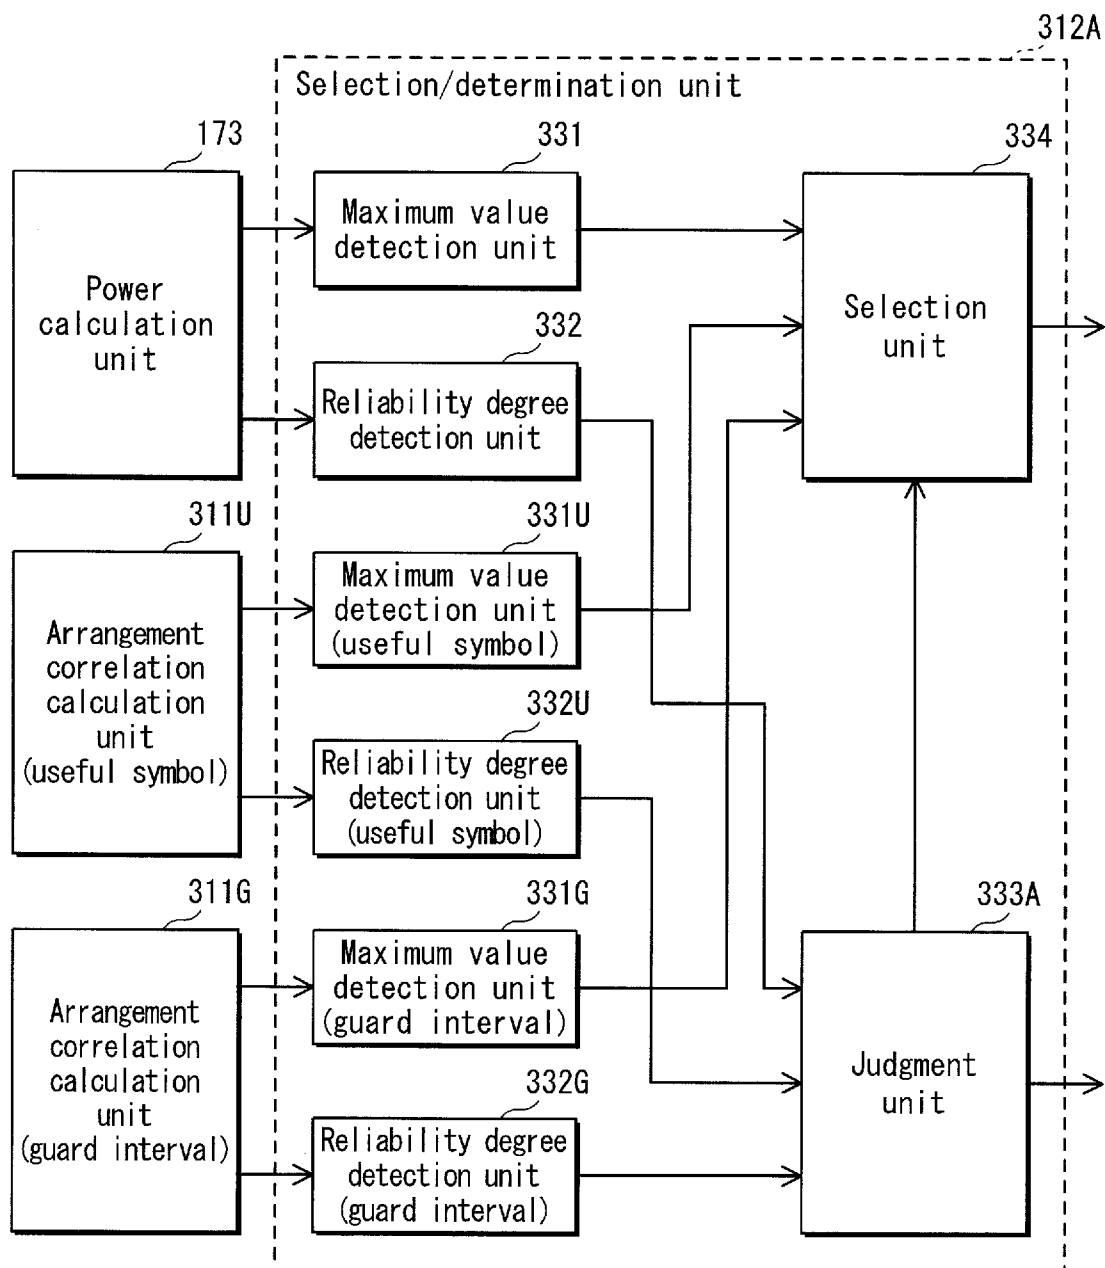 312A
Selection/determination unit
173
331
334
Power
calculation
unit
Maximum value
detection unit
Selection
unit
332
Reliability degree
detection unit
311U
331U
Arrangement
correlation
calculation
unit
(useful symbol)
Maximum value
detection unit
(useful symbol)
332U
Reliability degree
detection unit
(useful symbol)
311G
331G
333A
Arrangement
correlation
calculation
unit
(guard interval)
Maximum value
detection unit
(guard interval)
Judgment
unit
332G
Reliability degree
detection unit
(guard interval)